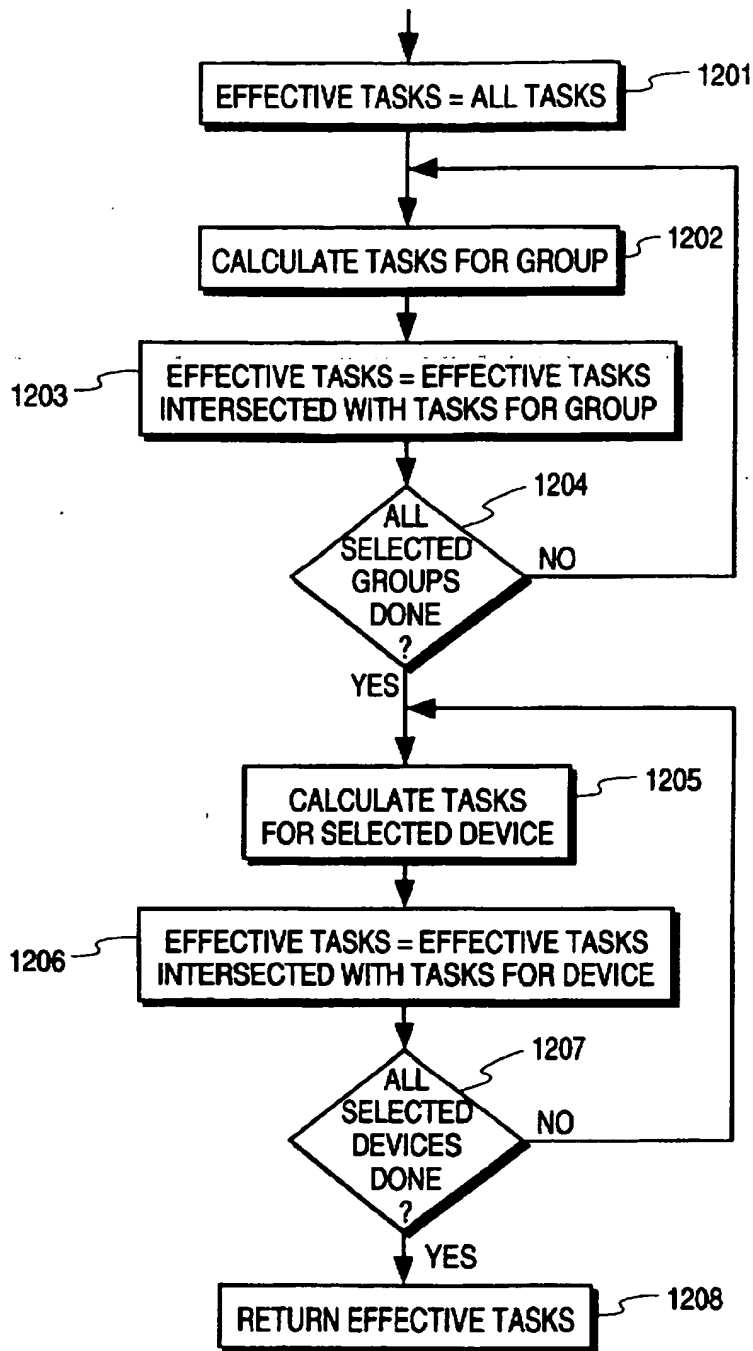 1201
EFFECTIVE TASKS = ALL TASKS
1202
CALCULATE TASKS FOR GROUP
1203
EFFECTIVE TASKS = EFFECTIVE TASKS
INTERSECTED WITH TASKS FOR GROUP
1204
ALL
SELECTED
GROUPS
DONE
?
NO
YES
1205
CALCULATE TASKS
FOR SELECTED DEVICE
1206
EFFECTIVE TASKS = EFFECTIVE TASKS
INTERSECTED WITH TASKS FOR DEVICE
1207
ALL
SELECTED
DEVICES
DONE
?
NO
YES
RETURN EFFECTIVE TASKS
1208